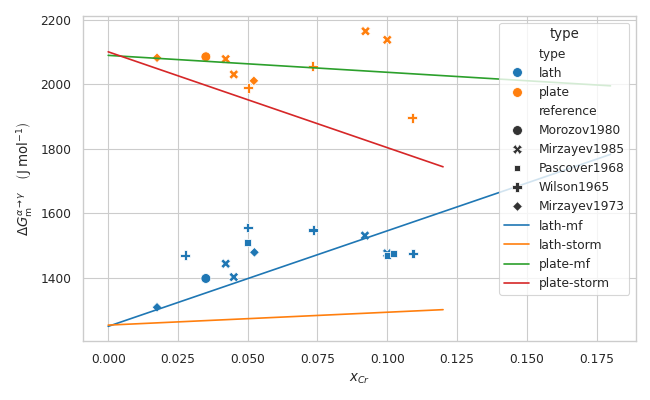 2200
2000
1800
1600
1400
ΔG_m^{α→γ} (J mol⁻¹)
0.000 0.025 0.050 0.075 0.100 0.125 0.150 0.175
x_{Cr}
type
type
lath
plate
reference
Morozov1980
Mirzayev1985
Pascover1968
Wilson1965
Mirzayev1973
lath-mf
lath-storm
plate-mf
plate-storm